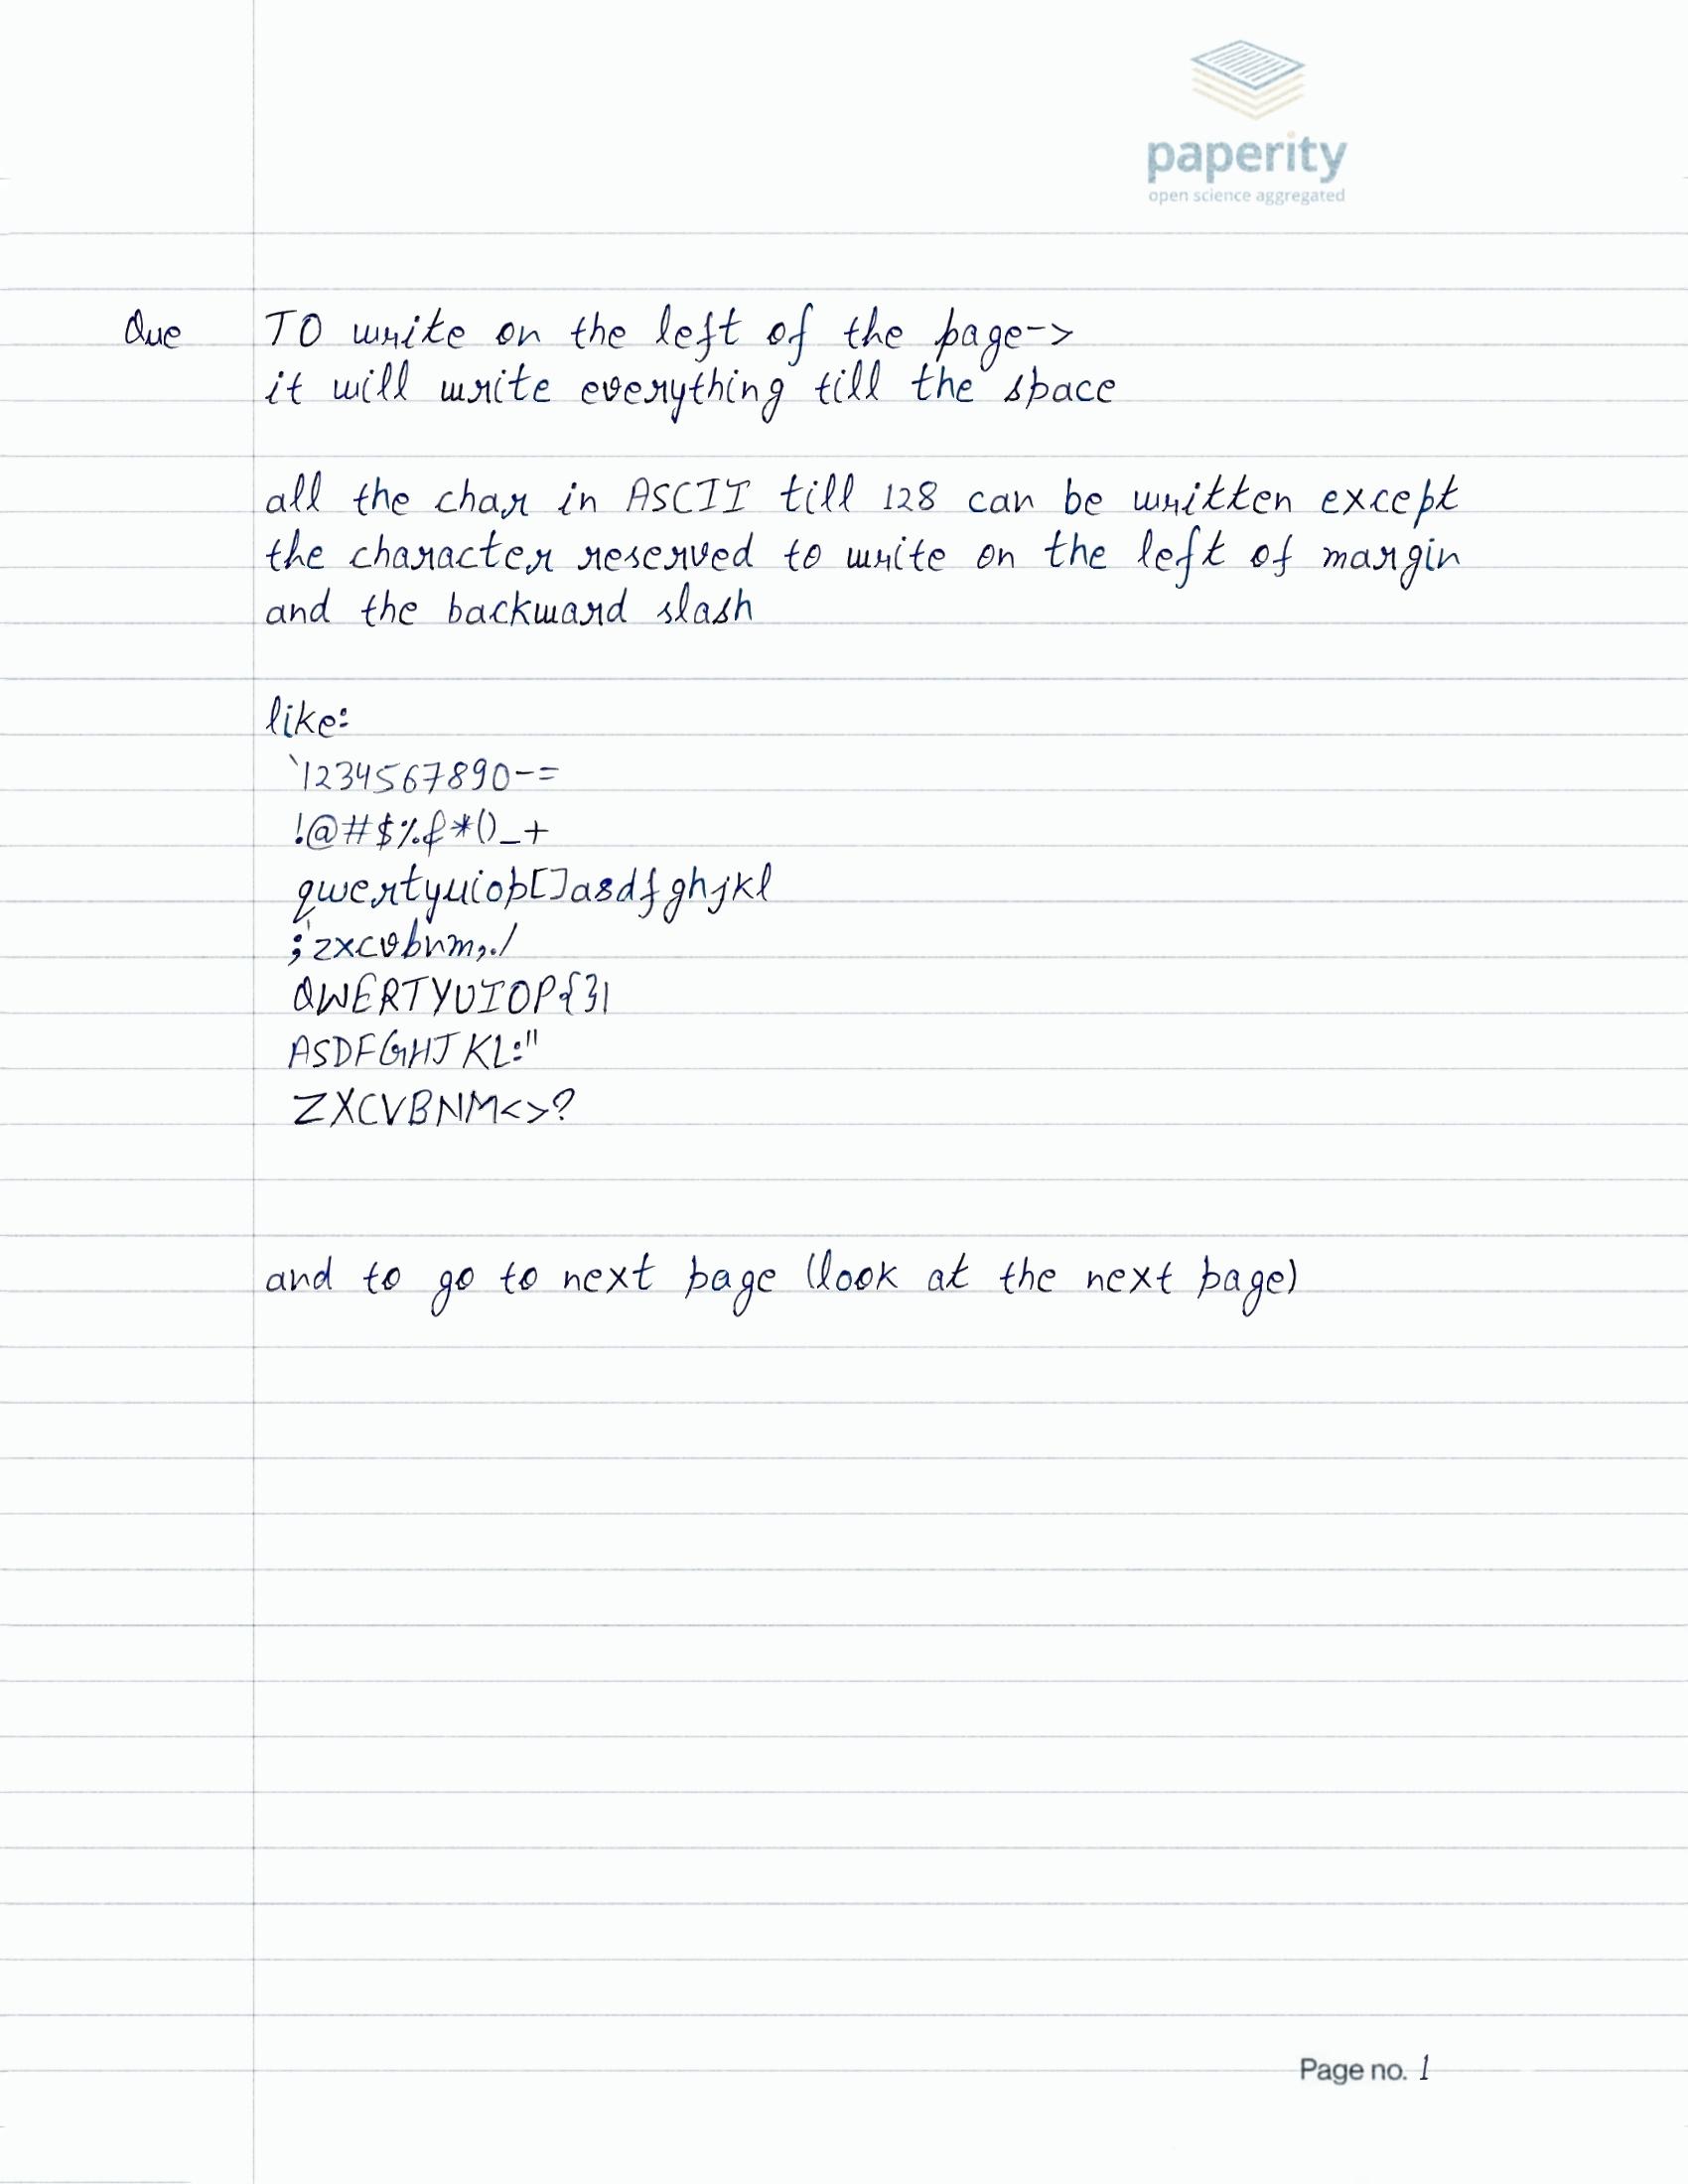 paperity
open science aggregated
Que TO write on the left of the page->
it will write everything till the space
all the char in ASCII till 128 can be written except
the character reserved to write on the left of margin
and the backward slash
like:
`1234567890-=
!@#$%&*()_+
qwertyuiop[]asdfghjkl
;'zxcvbnm,./
QWERTYUIOP{}|
ASDFGHJKL:"
ZXCVBNM<>?
and to go to next page (look at the next page)
Page no. 1